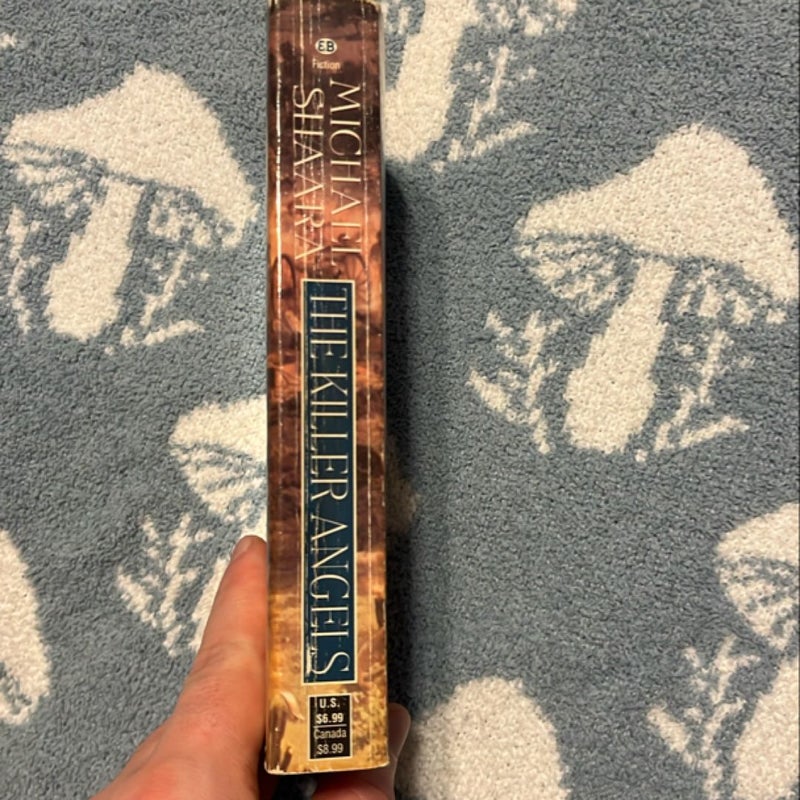 BB
Fiction
MICHAEL
SHAARA
THE KILLER ANGELS
U.S.
$6.99
Canada
$8.99